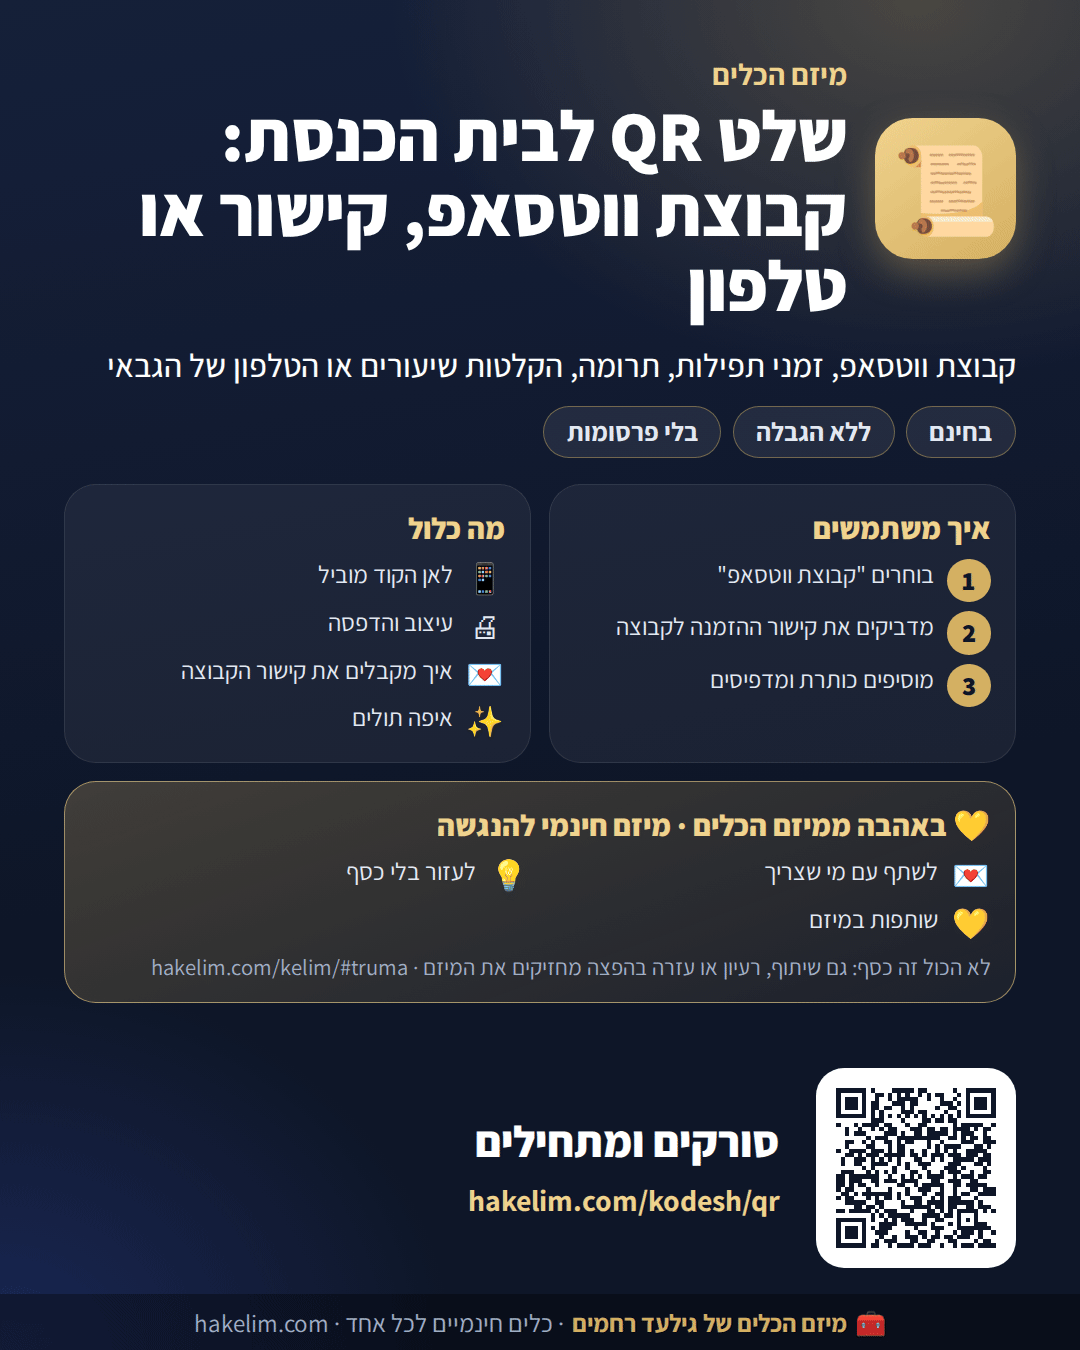 מיזם הכלים
שלט QR לבית הכנסת:
קבוצת ווטסאפ, קישור או
טלפון
קבוצת ווטסאפ, זמני תפילות, תרומה, הקלטות שיעורים או הטלפון של הגבאי
בחינם
ללא הגבלה
בלי פרסומות
איך משתמשים
1 בוחרים "קבוצת ווטסאפ"
2 מדביקים את קישור ההזמנה לקבוצה
3 מוסיפים כותרת ומדפיסים
מה כלול
לאן הקוד מוביל
עיצוב והדפסה
איך מקבלים את קישור הקבוצה
איפה תולים
באהבה ממיזם הכלים · מיזם חינמי להנגשה
לשתף עם מי שצריך
לעזור בלי כסף
שותפות במיזם
לא הכול זה כסף: גם שיתוף, רעיון או עזרה בהפצה מחזיקים את המיזם · hakelim.com/kelim/#truma
סורקים ומתחילים
hakelim.com/kodesh/qr
מיזם הכלים של גילעד רחמים · כלים חינמיים לכל אחד · hakelim.com